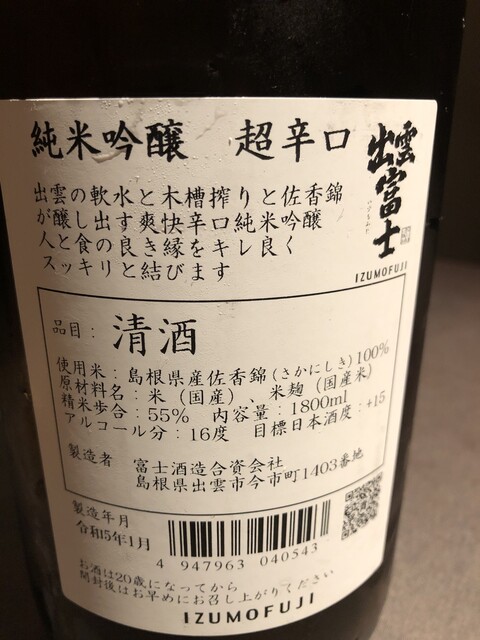 純米吟醸 超辛口
出雲富士
IZUMOFUJI
出雲の軟水と木槽搾りと佐香錦
が醸し出す爽快辛口純米吟醸
人と食の良き縁をキレ良く
スッキリと結びます
品目：清酒
使用米：島根県産佐香錦(さかにしき)100%
原材料名：米（国産）、米麹（国産米）
精米歩合：55% 内容量：1800ml
アルコール分：16度 目標日本酒度：+15
製造者 富士酒造合資会社
島根県出雲市今市町1403番地
製造年月
令和5年1月
4 947963 040543
お酒は20歳になってから
開封後はお早めにお召し上がりください
IZUMOFUJI